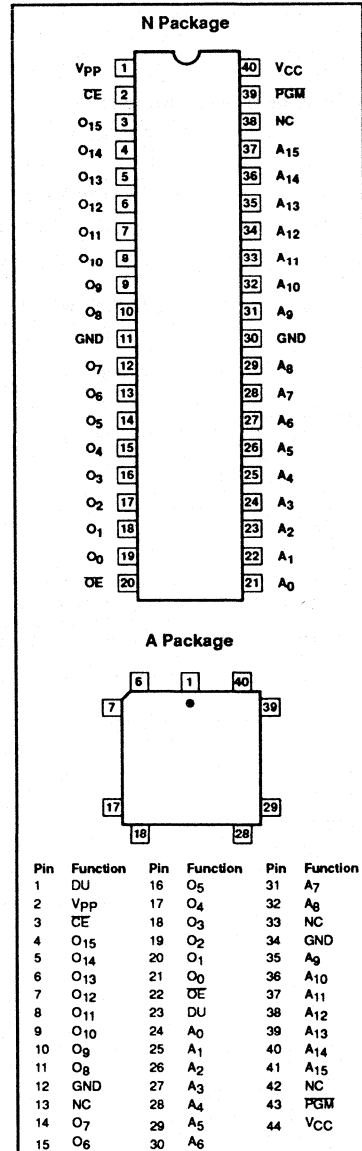 N Package
VPP 1 40 VCC
CE 2 39 PGM
O15 3 38 NC
O14 4 37 A15
O13 5 36 A14
O12 6 35 A13
O11 7 34 A12
O10 8 33 A11
O9 9 32 A10
O8 10 31 A9
GND 11 30 GND
O7 12 29 A8
O6 13 28 A7
O5 14 27 A6
O4 15 26 A5
O3 16 25 A4
O2 17 24 A3
O1 18 23 A2
O0 19 22 A1
OE 20 21 A0
A Package
6 1 40
7 39
17 29
18 28
Pin Function Pin Function Pin Function
1 DU 16 O5 31 A7
2 VPP 17 O4 32 A8
3 CE 18 O3 33 NC
4 O15 19 O2 34 GND
5 O14 20 O1 35 A9
6 O13 21 O0 36 A10
7 O12 22 OE 37 A11
8 O11 23 DU 38 A12
9 O10 24 A0 39 A13
10 O9 25 A1 40 A14
11 O8 26 A2 41 A15
12 GND 27 A3 42 NC
13 NC 28 A4 43 PGM
14 O7 29 A5 44 VCC
15 O6 30 A6